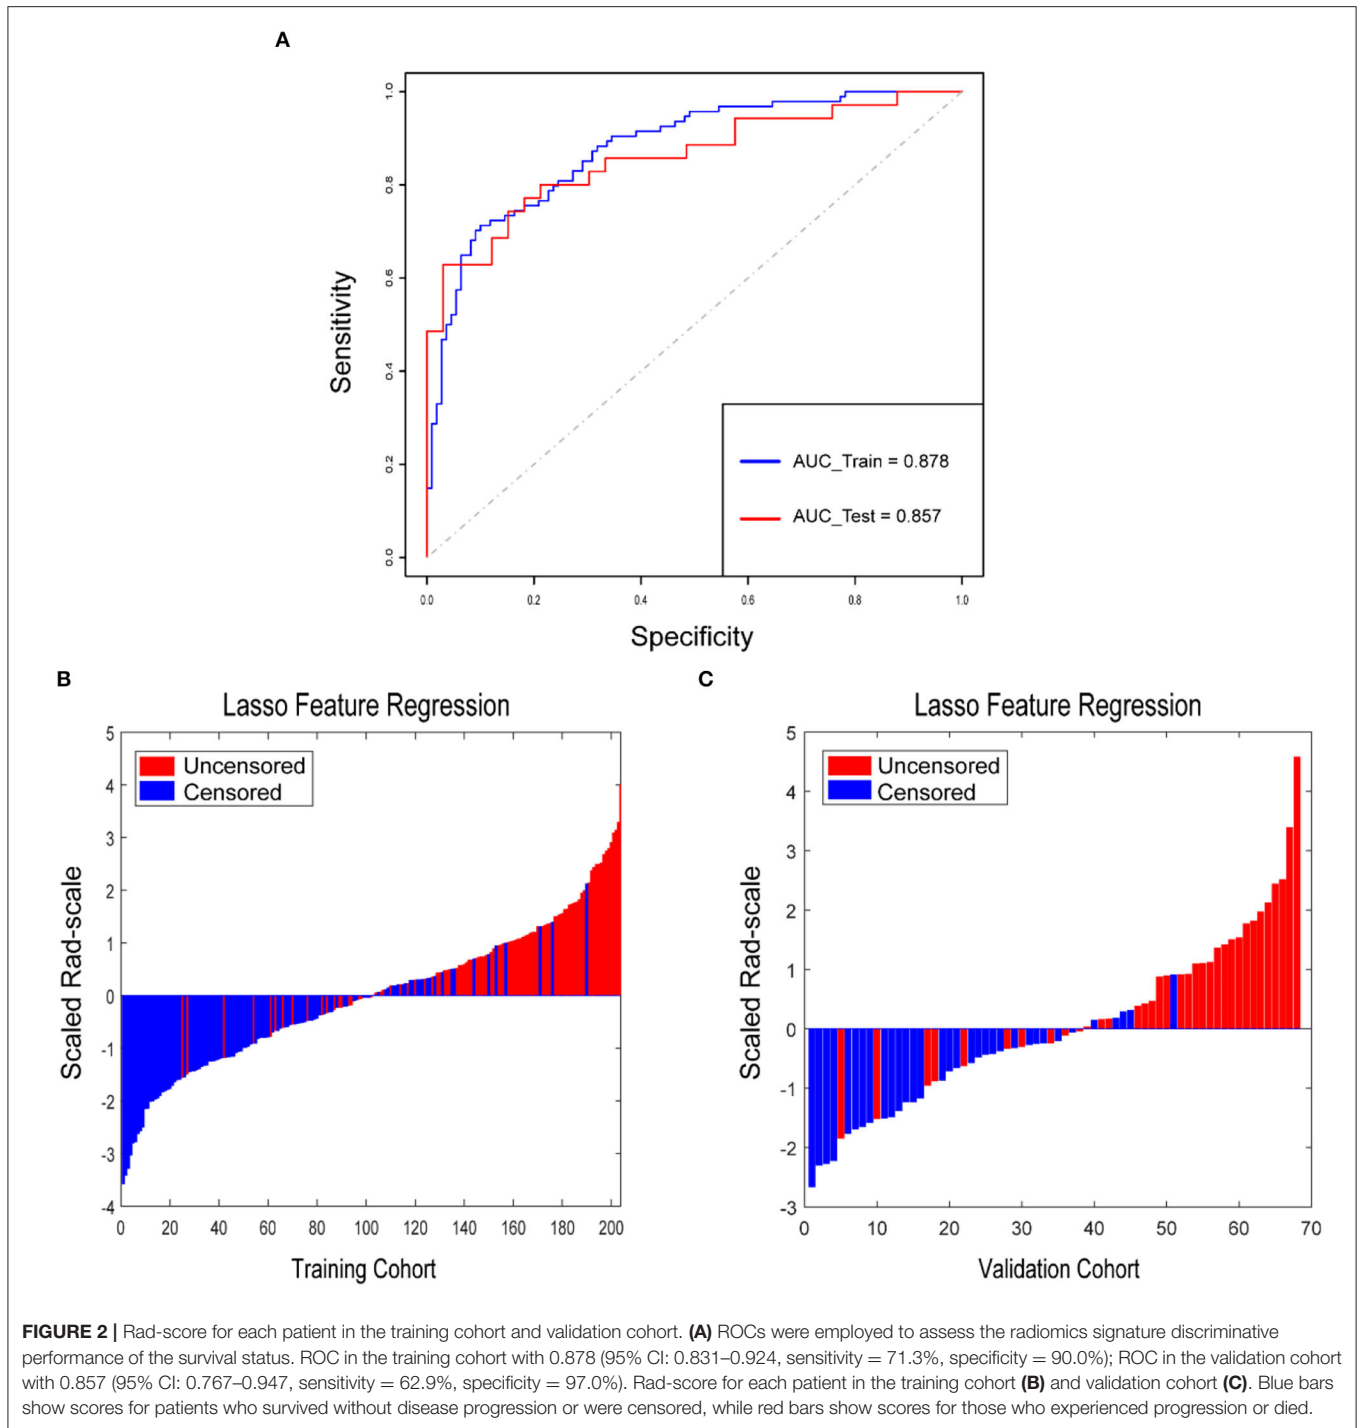 A
1.0
0.8
0.6
0.4
0.2
0.0
Sensitivity
AUC_Train = 0.878
AUC_Test = 0.857
0.0 0.2 0.4 0.6 0.8 1.0
Specificity
B
Lasso Feature Regression
Uncensored
Censored
5
4
3
2
1
0
-1
-2
-3
-4
Scaled Rad-scale
0 20 40 60 80 100 120 140 160 180 200
Training Cohort
C
Lasso Feature Regression
Uncensored
Censored
5
4
3
2
1
0
-1
-2
-3
Scaled Rad-scale
0 10 20 30 40 50 60 70
Validation Cohort
FIGURE 2 | Rad-score for each patient in the training cohort and validation cohort. (A) ROCs were employed to assess the radiomics signature discriminative
performance of the survival status. ROC in the training cohort with 0.878 (95% CI: 0.831–0.924, sensitivity = 71.3%, specificity = 90.0%); ROC in the validation cohort
with 0.857 (95% CI: 0.767–0.947, sensitivity = 62.9%, specificity = 97.0%). Rad-score for each patient in the training cohort (B) and validation cohort (C). Blue bars
show scores for patients who survived without disease progression or were censored, while red bars show scores for those who experienced progression or died.